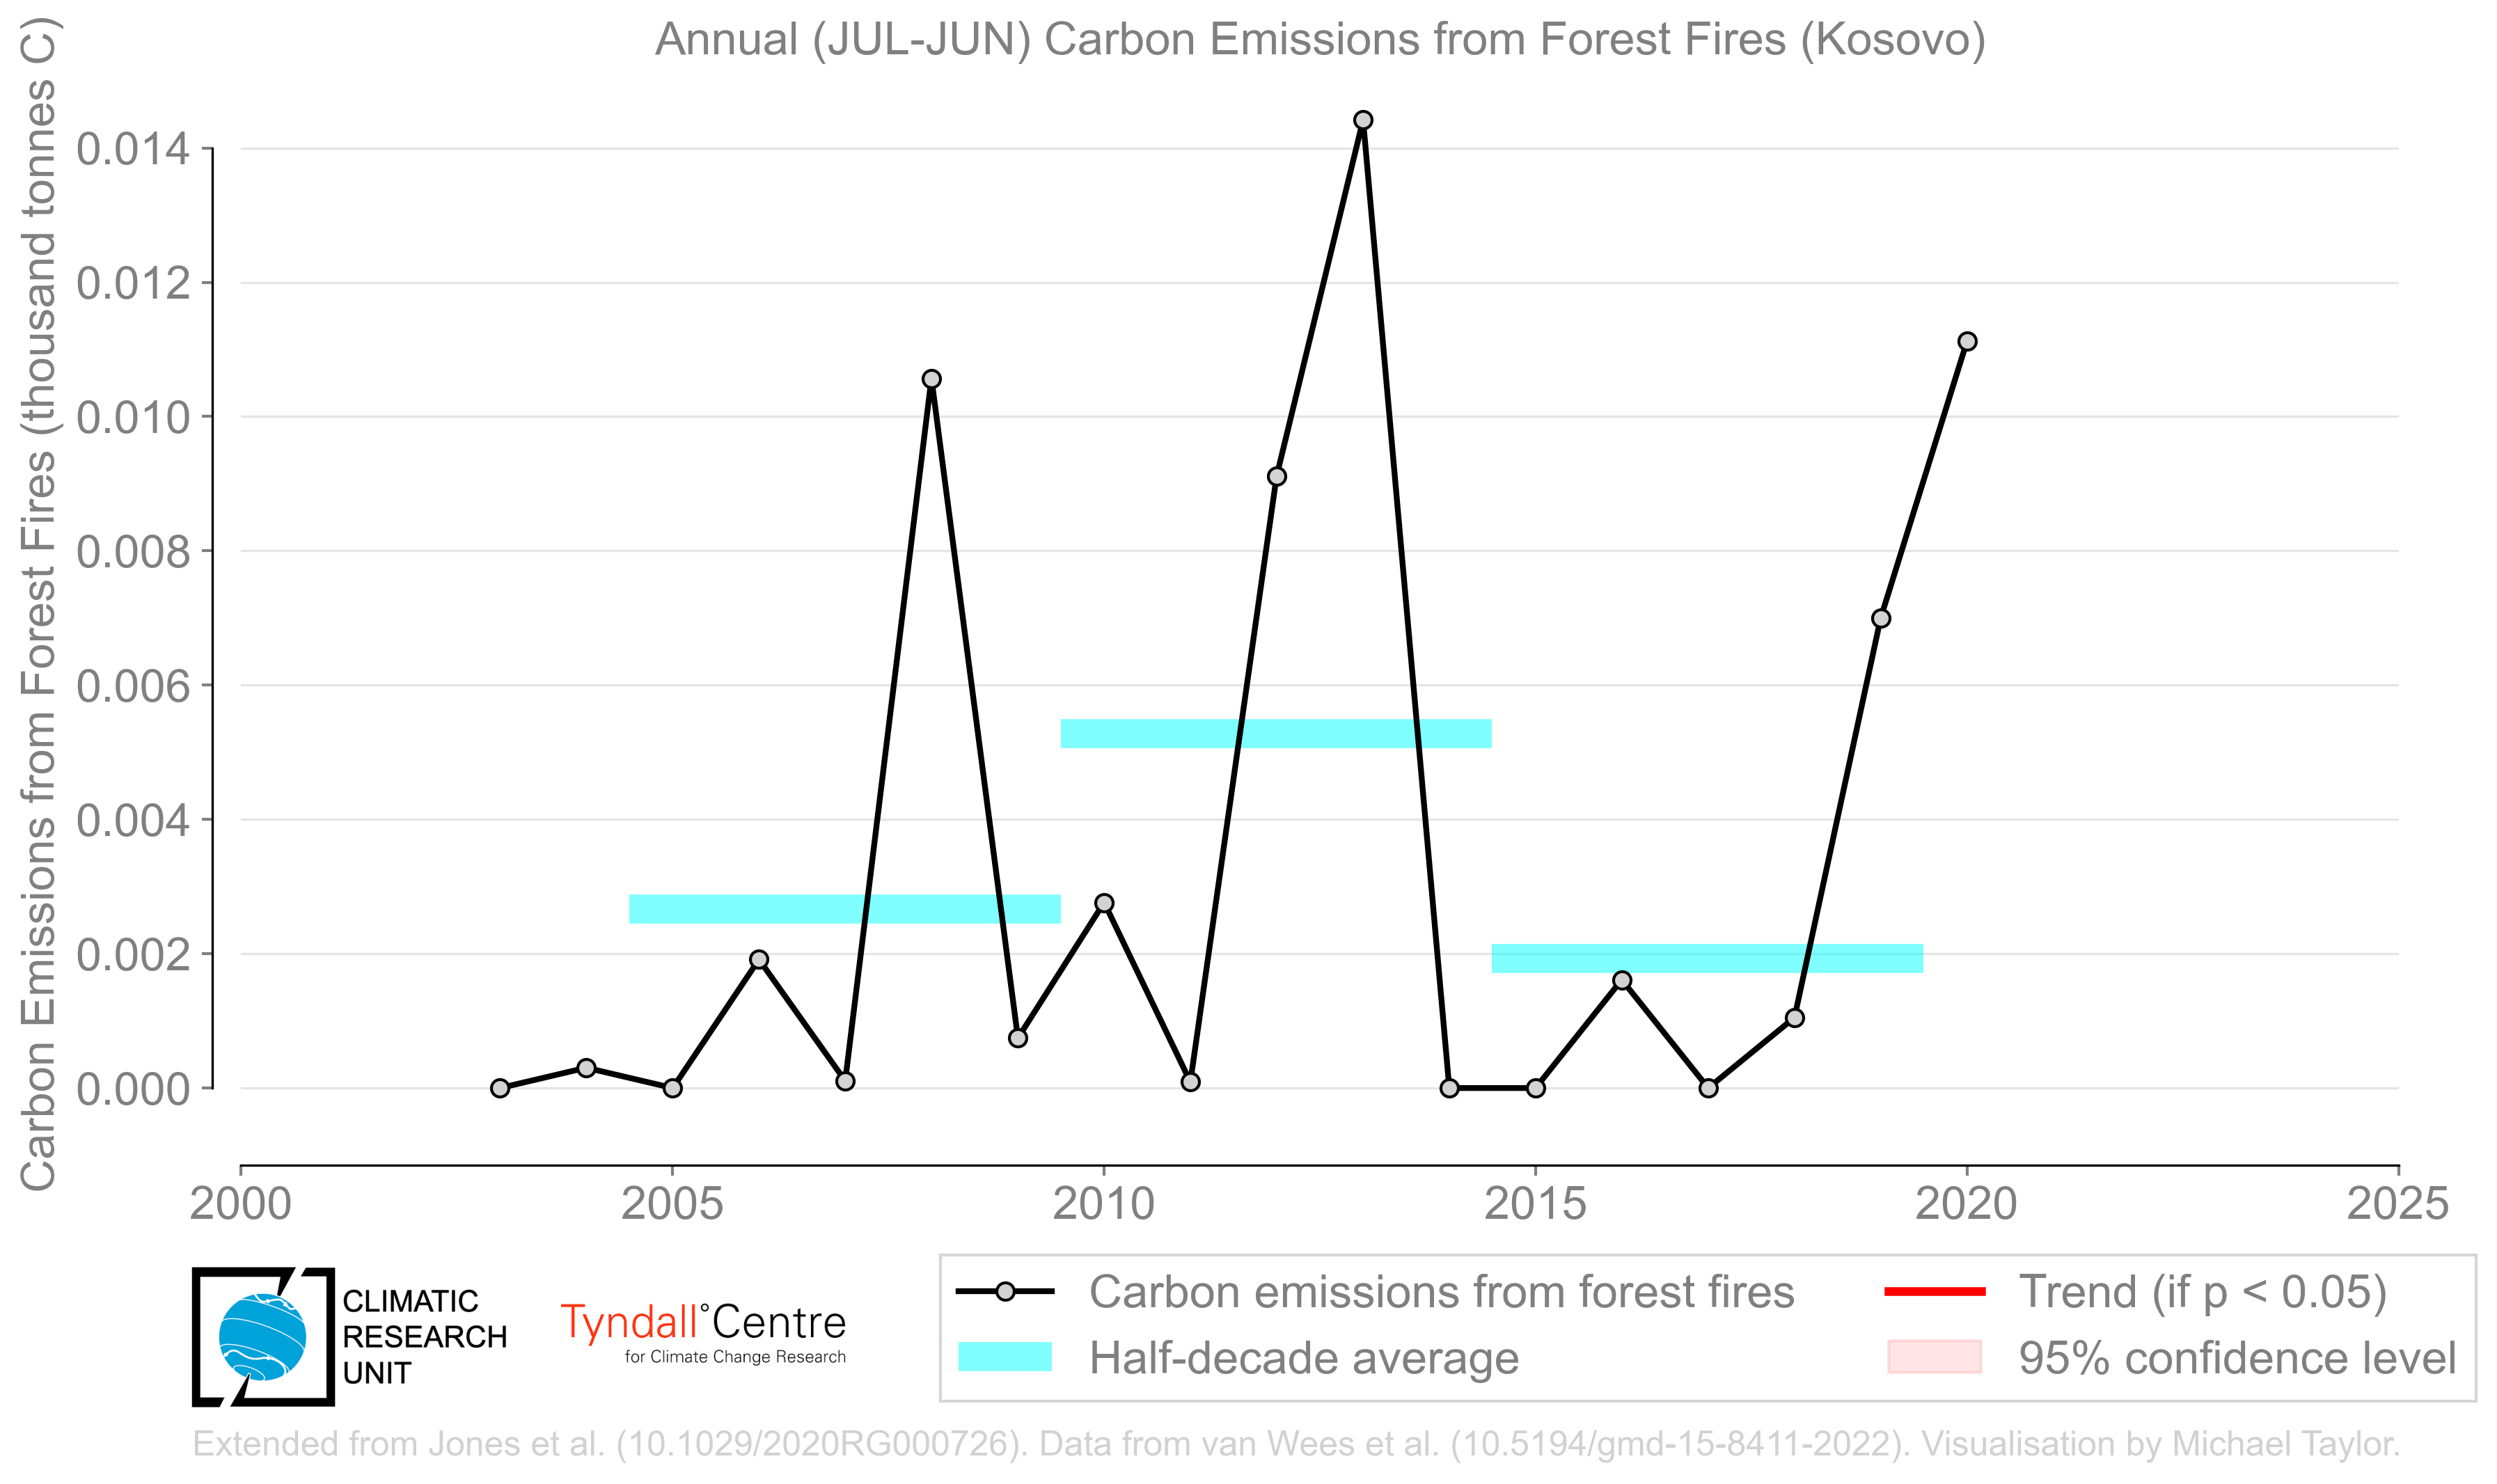 Annual (JUL-JUN) Carbon Emissions from Forest Fires (Kosovo)
Carbon Emissions from Forest Fires (thousand tonnes C)
0.014
0.012
0.010
0.008
0.006
0.004
0.002
0.000
2000 2005 2010 2015 2020 2025
CLIMATIC
RESEARCH
UNIT
Tyndall°Centre
for Climate Change Research
Carbon emissions from forest fires
Half-decade average
Trend (if p < 0.05)
95% confidence level
Extended from Jones et al. (10.1029/2020RG000726). Data from van Wees et al. (10.5194/gmd-15-8411-2022). Visualisation by Michael Taylor.